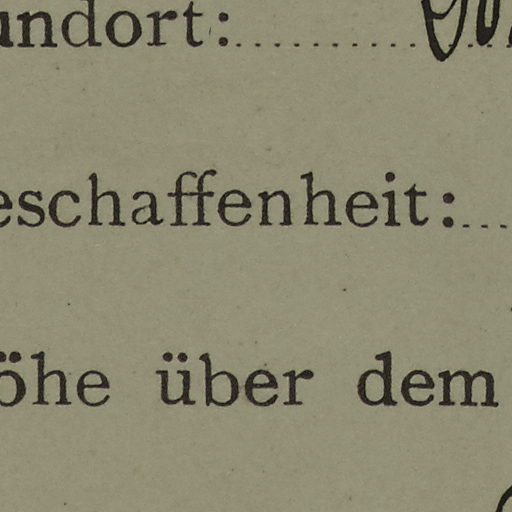 undort:
eschaffenheit:
öhe über dem